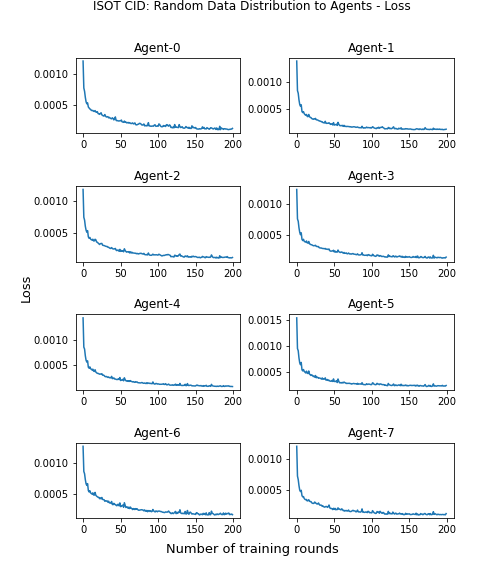 ISOT CID: Random Data Distribution to Agents - Loss
Agent-0
0.0010
0.0005
0 50 100 150 200
Agent-1
0.0010
0.0005
0 50 100 150 200
Agent-2
0.0010
0.0005
0 50 100 150 200
Agent-3
0.0010
0.0005
0 50 100 150 200
Loss
Agent-4
0.0010
0.0005
0 50 100 150 200
Agent-5
0.0015
0.0010
0.0005
0 50 100 150 200
Agent-6
0.0010
0.0005
0 50 100 150 200
Agent-7
0.0010
0.0005
0 50 100 150 200
Number of training rounds